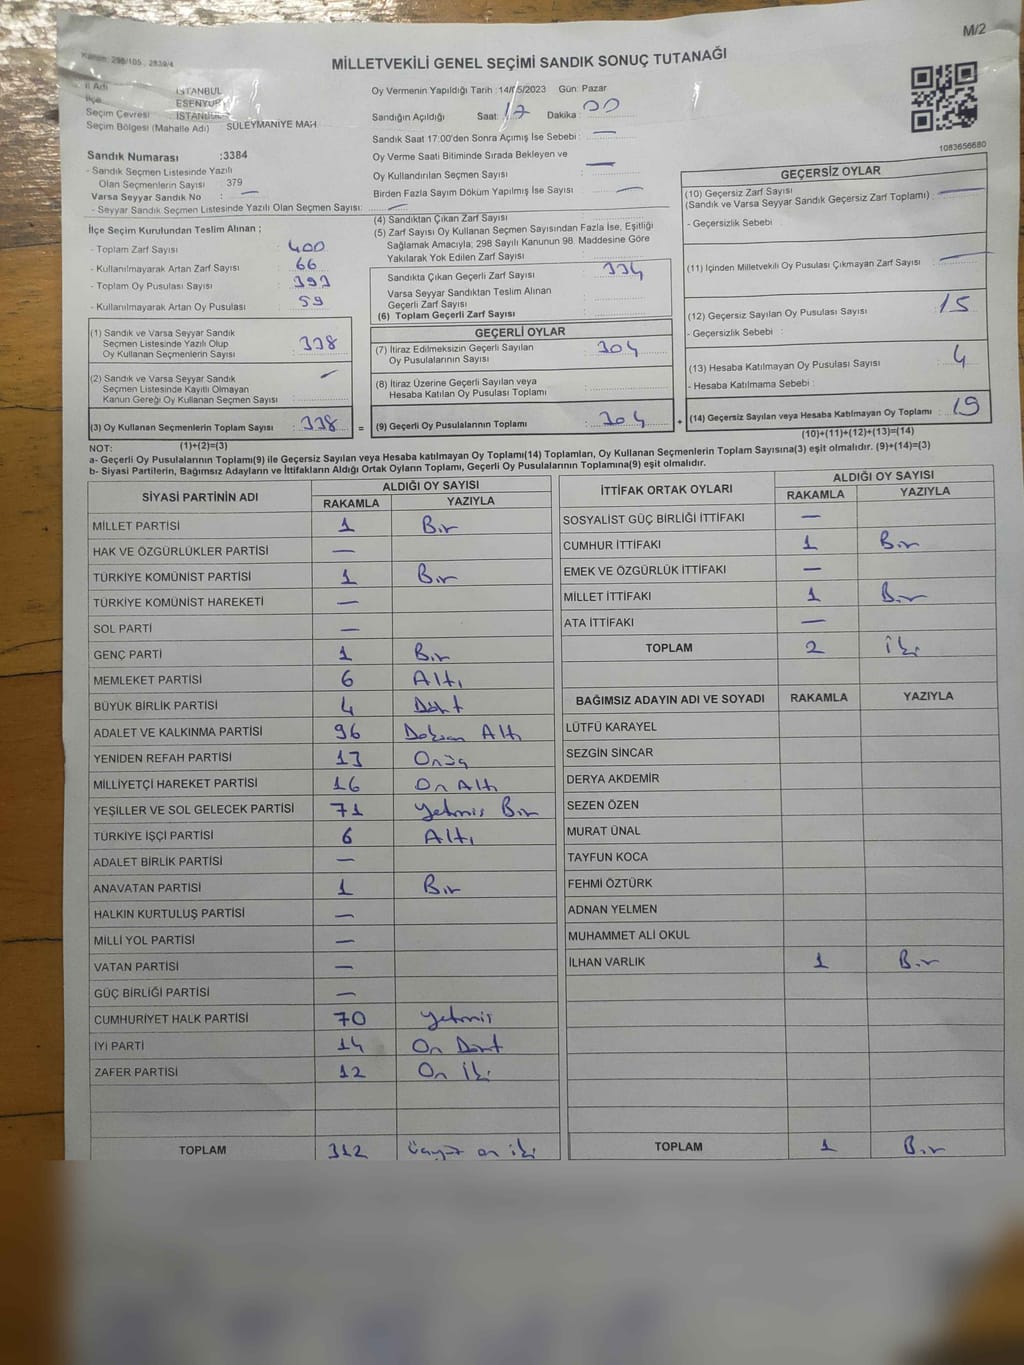 M/2
Kanun: 298/105, 2839/4
MİLLETVEKİLİ GENEL SEÇİMİ SANDIK SONUÇ TUTANAĞI
İl Adı : İSTANBUL
İlçe : ESENYURT
Seçim Çevresi : İSTANBUL
Seçim Bölgesi (Mahalle Adı) : SÜLEYMANİYE MAH
Sandık Numarası :3384
- Sandık Seçmen Listesinde Yazılı
Olan Seçmenlerin Sayısı : 379
Varsa Seyyar Sandık No : —
- Seyyar Sandık Seçmen Listesinde Yazılı Olan Seçmen Sayısı: —
İlçe Seçim Kurulundan Teslim Alınan ;
- Toplam Zarf Sayısı : 400
- Kullanılmayarak Artan Zarf Sayısı : 66
- Toplam Oy Pusulası Sayısı : 393
- Kullanılmayarak Artan Oy Pusulası : 59
(1) Sandık ve Varsa Seyyar Sandık
Seçmen Listesinde Yazılı Olup
Oy Kullanan Seçmenlerin Sayısı : 338
(2) Sandık ve Varsa Seyyar Sandık
Seçmen Listesinde Kayıtlı Olmayan
Kanun Gereği Oy Kullanan Seçmen Sayısı : —
(3) Oy Kullanan Seçmenlerin Toplam Sayısı : 338
(1)+(2)=(3)
Oy Vermenin Yapıldığı Tarih : 14/05/2023 Gün: Pazar
Sandığın Açıldığı Saat: 17 Dakika: 00
Sandık Saat 17:00'den Sonra Açımış İse Sebebi : —
Oy Verme Saati Bitiminde Sırada Bekleyen ve
Oy Kullandırılan Seçmen Sayısı : —
Birden Fazla Sayım Döküm Yapılmış İse Sayısı : —
(4) Sandıktan Çıkan Zarf Sayısı :
(5) Zarf Sayısı Oy Kullanan Seçmen Sayısından Fazla İse, Eşitliği
Sağlamak Amacıyla; 298 Sayılı Kanunun 98. Maddesine Göre
Yakılarak Yok Edilen Zarf Sayısı :
Sandıkta Çıkan Geçerli Zarf Sayısı : 334
Varsa Seyyar Sandıktan Teslim Alınan
Geçerli Zarf Sayısı :
(6) Toplam Geçerli Zarf Sayısı :
GEÇERLİ OYLAR
(7) İtiraz Edilmeksizin Geçerli Sayılan
Oy Pusulalarının Sayısı : 304
(8) İtiraz Üzerine Geçerli Sayılan veya
Hesaba Katılan Oy Pusulası Toplamı :
= (9) Geçerli Oy Pusulalarının Toplamı : 304 +
1083656680
GEÇERSİZ OYLAR
(10) Geçersiz Zarf Sayısı
(Sandık ve Varsa Seyyar Sandık Geçersiz Zarf Toplamı) : —
- Geçersizlik Sebebi :
(11) İçinden Milletvekili Oy Pusulası Çıkmayan Zarf Sayısı : —
(12) Geçersiz Sayılan Oy Pusulası Sayısı : 15
- Geçersizlik Sebebi :
(13) Hesaba Katılmayan Oy Pusulası Sayısı : 4
- Hesaba Katılmama Sebebi :
(14) Geçersiz Sayılan veya Hesaba Katılmayan Oy Toplamı : 19
(10)+(11)+(12)+(13)=(14)
NOT:
a- Geçerli Oy Pusulalarının Toplamı(9) ile Geçersiz Sayılan veya Hesaba katılmayan Oy Toplamı(14) Toplamları, Oy Kullanan Seçmenlerin Toplam Sayısına(3) eşit olmalıdır. (9)+(14)=(3)
b- Siyasi Partilerin, Bağımsız Adayların ve İttifakların Aldığı Ortak Oyların Toplamı, Geçerli Oy Pusulalarının Toplamına(9) eşit olmalıdır.
SİYASİ PARTİNİN ADI ALDIĞI OY SAYISI
RAKAMLA YAZIYLA
MİLLET PARTİSİ 1 Bir
HAK VE ÖZGÜRLÜKLER PARTİSİ —
TÜRKİYE KOMÜNİST PARTİSİ 1 Bir
TÜRKİYE KOMÜNİST HAREKETİ —
SOL PARTİ —
GENÇ PARTİ 1 Bir
MEMLEKET PARTİSİ 6 Altı
BÜYÜK BİRLİK PARTİSİ 4 Dört
ADALET VE KALKINMA PARTİSİ 96 Doksan Altı
YENİDEN REFAH PARTİSİ 13 Onüç
MİLLİYETÇİ HAREKET PARTİSİ 16 On Altı
YEŞİLLER VE SOL GELECEK PARTİSİ 71 Yetmiş Bir
TÜRKİYE İŞÇİ PARTİSİ 6 Altı
ADALET BİRLİK PARTİSİ —
ANAVATAN PARTİSİ 1 Bir
HALKIN KURTULUŞ PARTİSİ —
MİLLİ YOL PARTİSİ —
VATAN PARTİSİ —
GÜÇ BİRLİĞİ PARTİSİ —
CUMHURİYET HALK PARTİSİ 70 Yetmiş
İYİ PARTİ 14 On Dört
ZAFER PARTİSİ 12 On İki
TOPLAM 312 üçyüz on iki
İTTİFAK ORTAK OYLARI ALDIĞI OY SAYISI
RAKAMLA YAZIYLA
SOSYALİST GÜÇ BİRLİĞİ İTTİFAKI —
CUMHUR İTTİFAKI 1 Bir
EMEK VE ÖZGÜRLÜK İTTİFAKI —
MİLLET İTTİFAKI 1 Bir
ATA İTTİFAKI —
TOPLAM 2 İki
BAĞIMSIZ ADAYIN ADI VE SOYADI RAKAMLA YAZIYLA
LÜTFÜ KARAYEL
SEZGİN SİNCAR
DERYA AKDEMİR
SEZEN ÖZEN
MURAT ÜNAL
TAYFUN KOCA
FEHMİ ÖZTÜRK
ADNAN YELMEN
MUHAMMET ALİ OKUL
İLHAN VARLIK 1 Bir
TOPLAM 1 Bir